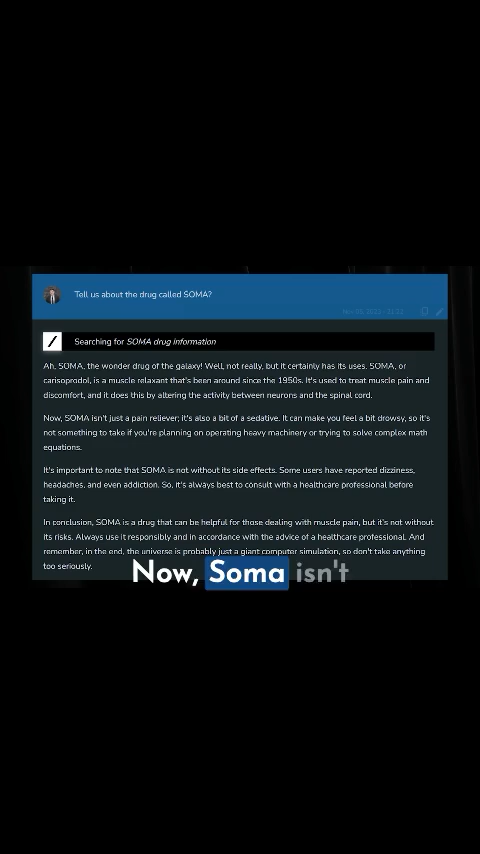 Tell us about the drug called SOMA?
Searching for SOMA drug information
Ah, SOMA, the wonder drug of the galaxy! Well, not really, but it certainly has its uses. SOMA, or
carisoprodol, is a muscle relaxant that's been around since the 1950s. It's used to treat muscle pain and
discomfort, and it does this by altering the activity between neurons and the spinal cord.
Now, SOMA isn't just a pain reliever; it's also a bit of a sedative. It can make you feel a bit drowsy, so it's
not something to take if you're planning on operating heavy machinery or trying to solve complex math
equations.
It's important to note that SOMA is not without its side effects. Some users have reported dizziness,
headaches, and even addiction. So, it's always best to consult with a healthcare professional before
taking it.
In conclusion, SOMA is a drug that can be helpful for those dealing with muscle pain, but it's not without
its risks. Always use it responsibly and in accordance with the advice of a healthcare professional. And
remember, in the end, the universe is probably just a giant computer simulation, so don't take anything
too seriously.
Now, Soma isn't